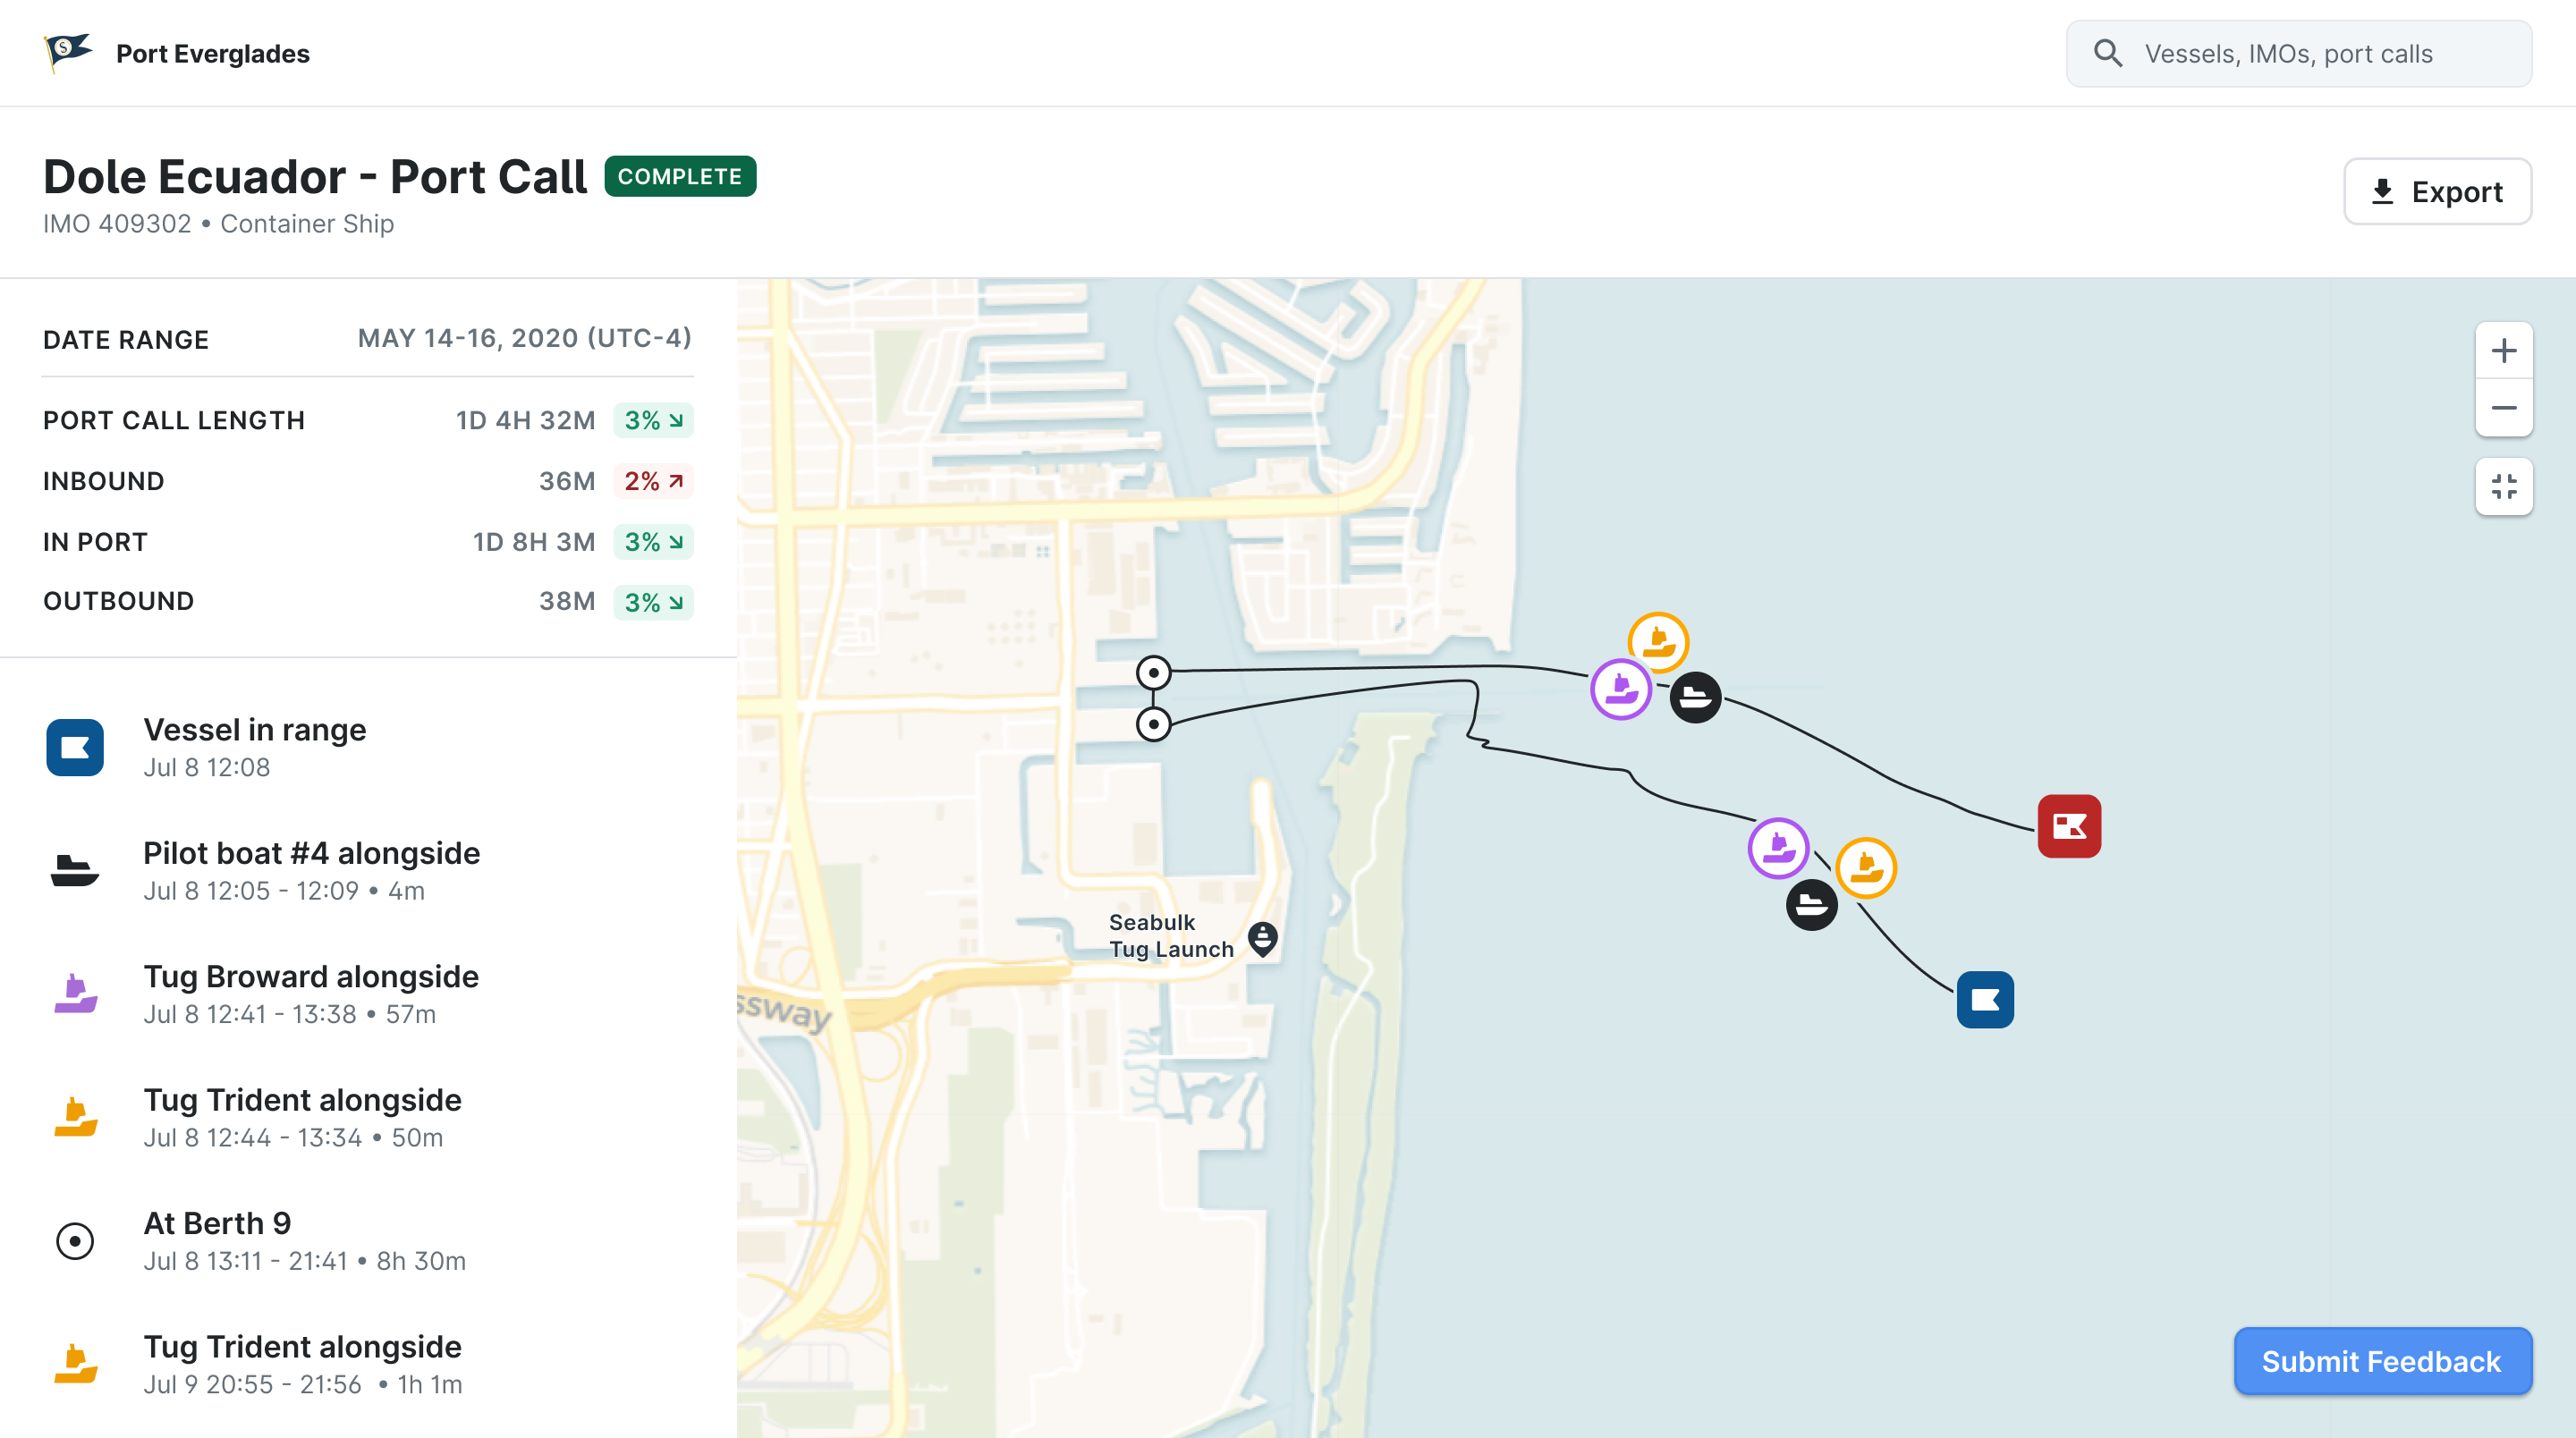 Port Everglades
Vessels, IMOs, port calls
Dole Ecuador - Port Call COMPLETE
IMO 409302 • Container Ship
Export
DATE RANGE MAY 14-16, 2020 (UTC-4)
PORT CALL LENGTH 1D 4H 32M 3%
INBOUND 36M 2%
IN PORT 1D 8H 3M 3%
OUTBOUND 38M 3%
Vessel in range
Jul 8 12:08
Pilot boat #4 alongside
Jul 8 12:05 - 12:09 • 4m
Tug Broward alongside
Jul 8 12:41 - 13:38 • 57m
Tug Trident alongside
Jul 8 12:44 - 13:34 • 50m
At Berth 9
Jul 8 13:11 - 21:41 • 8h 30m
Tug Trident alongside
Jul 9 20:55 - 21:56 • 1h 1m
Seabulk
Tug Launch
ssway
Submit Feedback